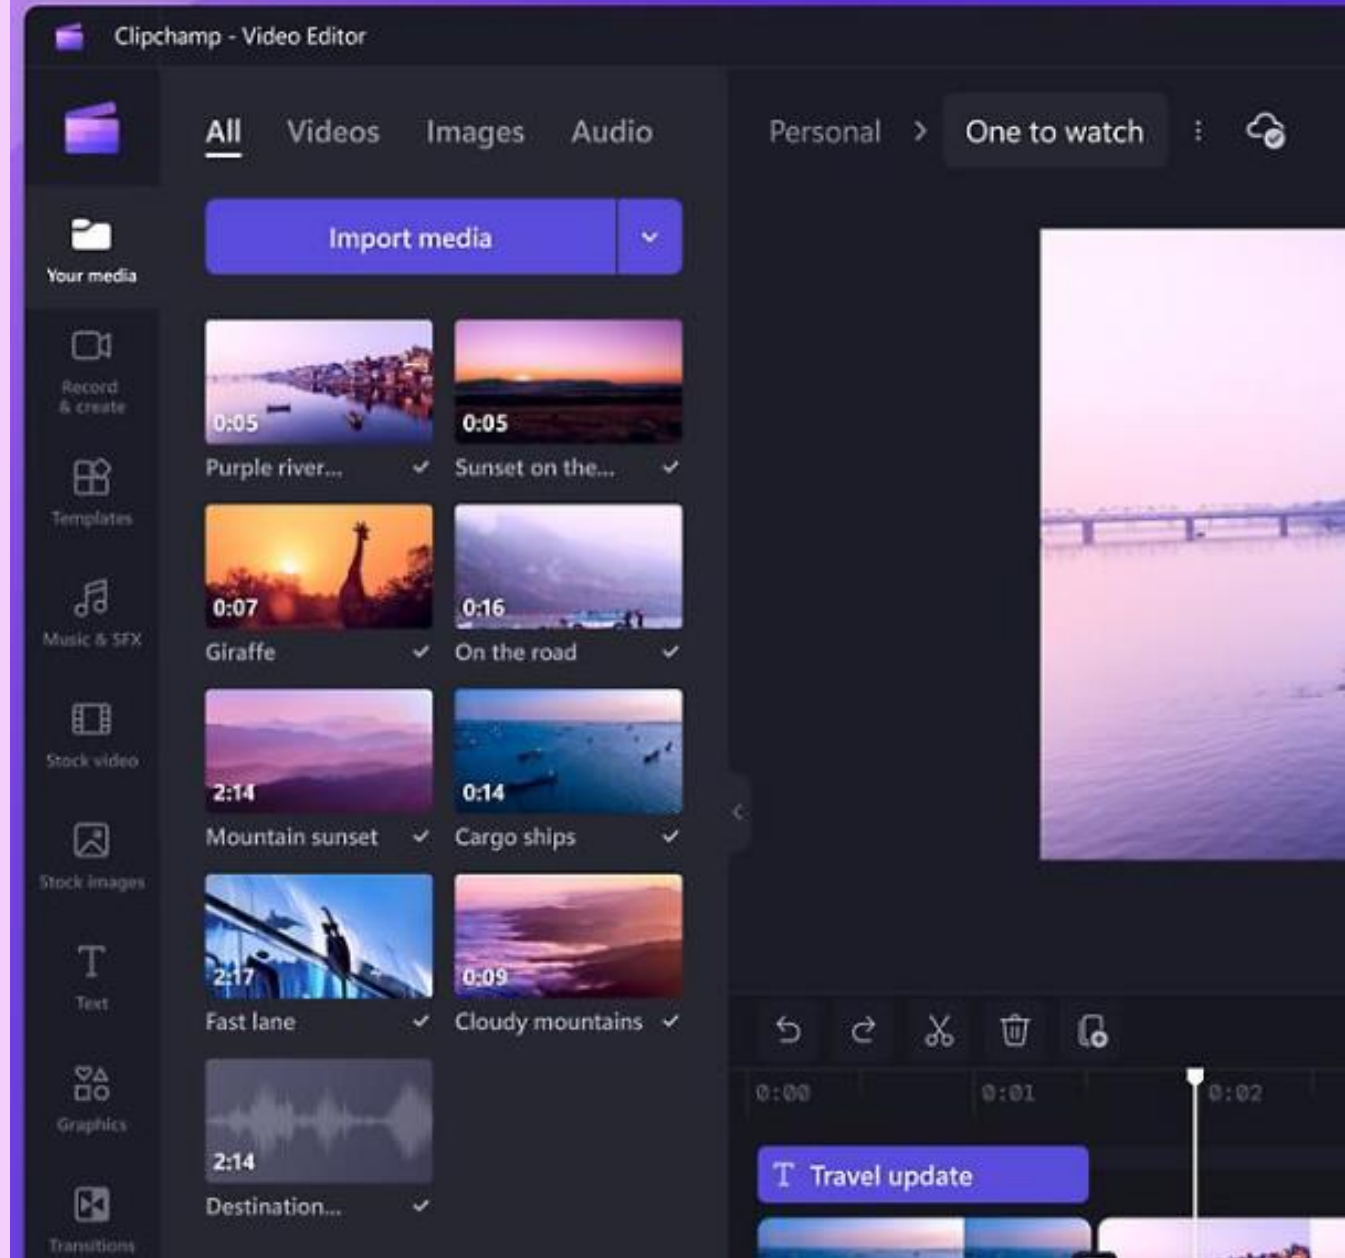 Clipchamp - Video Editor
All Videos Images Audio
Personal > One to watch
Import media
Your media
Record
& create
Templates
Music & SFX
Stock video
Stock images
Text
Graphics
Transitions
0:05
Purple river...
0:05
Sunset on the...
0:07
Giraffe
0:16
On the road
2:14
Mountain sunset
0:14
Cargo ships
2:17
Fast lane
0:09
Cloudy mountains
2:14
Destination...
0:00 0:01 0:02
T Travel update